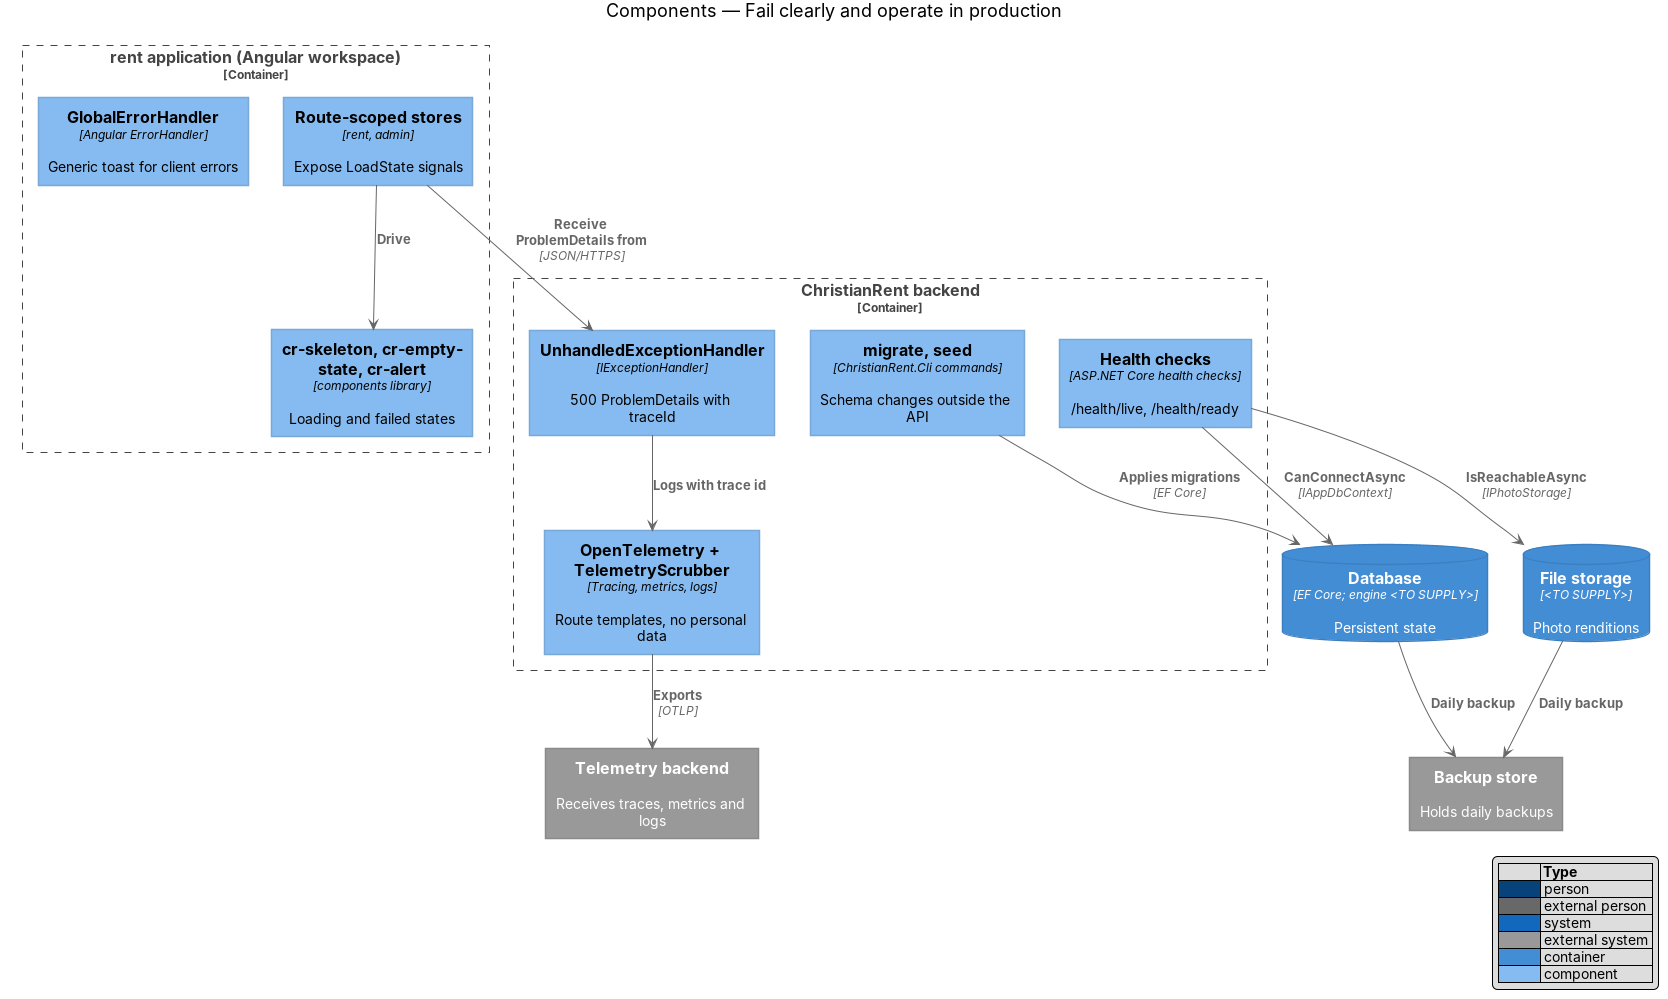 Components — Fail clearly and operate in production
rent application (Angular workspace)
[Container]
GlobalErrorHandler
[Angular ErrorHandler]
Generic toast for client errors
Route-scoped stores
[rent, admin]
Expose LoadState signals
Drive
Receive
ProblemDetails from
[JSON/HTTPS]
cr-skeleton, cr-empty-
state, cr-alert
[components library]
Loading and failed states
ChristianRent backend
[Container]
UnhandledExceptionHandler
[IExceptionHandler]
500 ProblemDetails with
traceId
migrate, seed
[ChristianRent.Cli commands]
Schema changes outside the
API
Health checks
[ASP.NET Core health checks]
/health/live, /health/ready
Logs with trace id
Applies migrations
[EF Core]
CanConnectAsync
[IAppDbContext]
IsReachableAsync
[IPhotoStorage]
OpenTelemetry +
TelemetryScrubber
[Tracing, metrics, logs]
Route templates, no personal
data
Database
[EF Core; engine <TO SUPPLY>]
Persistent state
File storage
[<TO SUPPLY>]
Photo renditions
Exports
[OTLP]
Daily backup
Daily backup
Telemetry backend
Receives traces, metrics and
logs
Backup store
Holds daily backups
Type
person
external person
system
external system
container
component